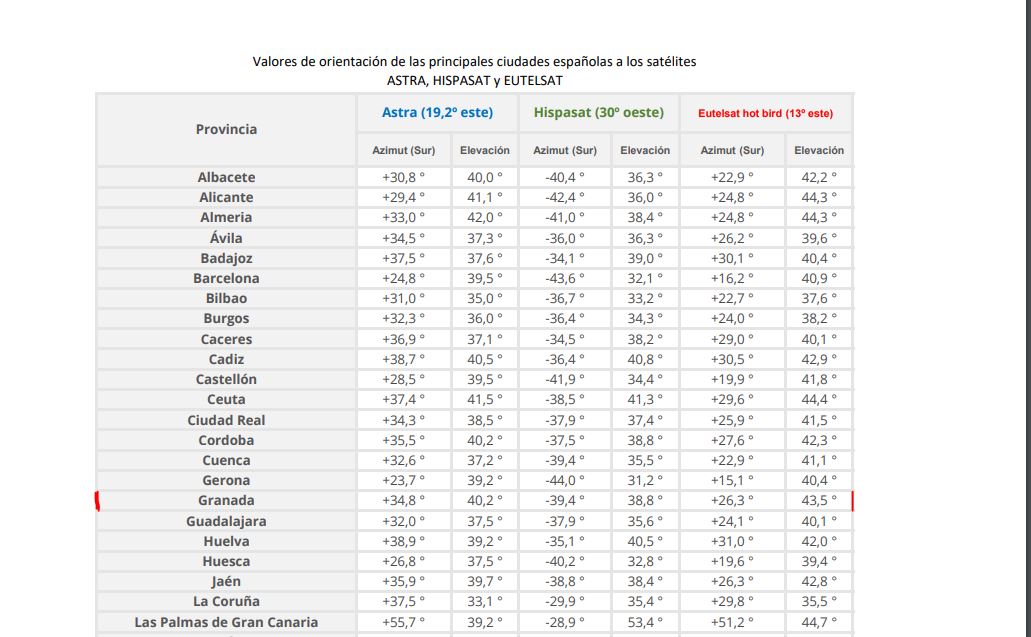 Valores de orientación de las principales ciudades españolas a los satélites
ASTRA, HISPASAT y EUTELSAT
Provincia Astra (19,2º este) Hispasat (30º oeste) Eutelsat hot bird (13º este)
Azimut (Sur) Elevación Azimut (Sur) Elevación Azimut (Sur) Elevación
Albacete +30,8 º 40,0 º -40,4 º 36,3 º +22,9 º 42,2 º
Alicante +29,4 º 41,1 º -42,4 º 36,0 º +24,8 º 44,3 º
Almeria +33,0 º 42,0 º -41,0 º 38,4 º +24,8 º 44,3 º
Ávila +34,5 º 37,3 º -36,0 º 36,3 º +26,2 º 39,6 º
Badajoz +37,5 º 37,6 º -34,1 º 39,0 º +30,1 º 40,4 º
Barcelona +24,8 º 39,5 º -43,6 º 32,1 º +16,2 º 40,9 º
Bilbao +31,0 º 35,0 º -36,7 º 33,2 º +22,7 º 37,6 º
Burgos +32,3 º 36,0 º -36,4 º 34,3 º +24,0 º 38,2 º
Caceres +36,9 º 37,1 º -34,5 º 38,2 º +29,0 º 40,1 º
Cadiz +38,7 º 40,5 º -36,4 º 40,8 º +30,5 º 42,9 º
Castellón +28,5 º 39,5 º -41,9 º 34,4 º +19,9 º 41,8 º
Ceuta +37,4 º 41,5 º -38,5 º 41,3 º +29,6 º 44,4 º
Ciudad Real +34,3 º 38,5 º -37,9 º 37,4 º +25,9 º 41,5 º
Cordoba +35,5 º 40,2 º -37,5 º 38,8 º +27,6 º 42,3 º
Cuenca +32,6 º 37,2 º -39,4 º 35,5 º +22,9 º 41,1 º
Gerona +23,7 º 39,2 º -44,0 º 31,2 º +15,1 º 40,4 º
Granada +34,8 º 40,2 º -39,4 º 38,8 º +26,3 º 43,5 º
Guadalajara +32,0 º 37,5 º -37,9 º 35,6 º +24,1 º 40,1 º
Huelva +38,9 º 39,2 º -35,1 º 40,5 º +31,0 º 42,0 º
Huesca +26,8 º 37,5 º -40,2 º 32,8 º +19,6 º 39,4 º
Jaén +35,9 º 39,7 º -38,8 º 38,4 º +26,3 º 42,8 º
La Coruña +37,5 º 33,1 º -29,9 º 35,4 º +29,8 º 35,5 º
Las Palmas de Gran Canaria +55,7 º 39,2 º -28,9 º 53,4 º +51,2 º 44,7 º